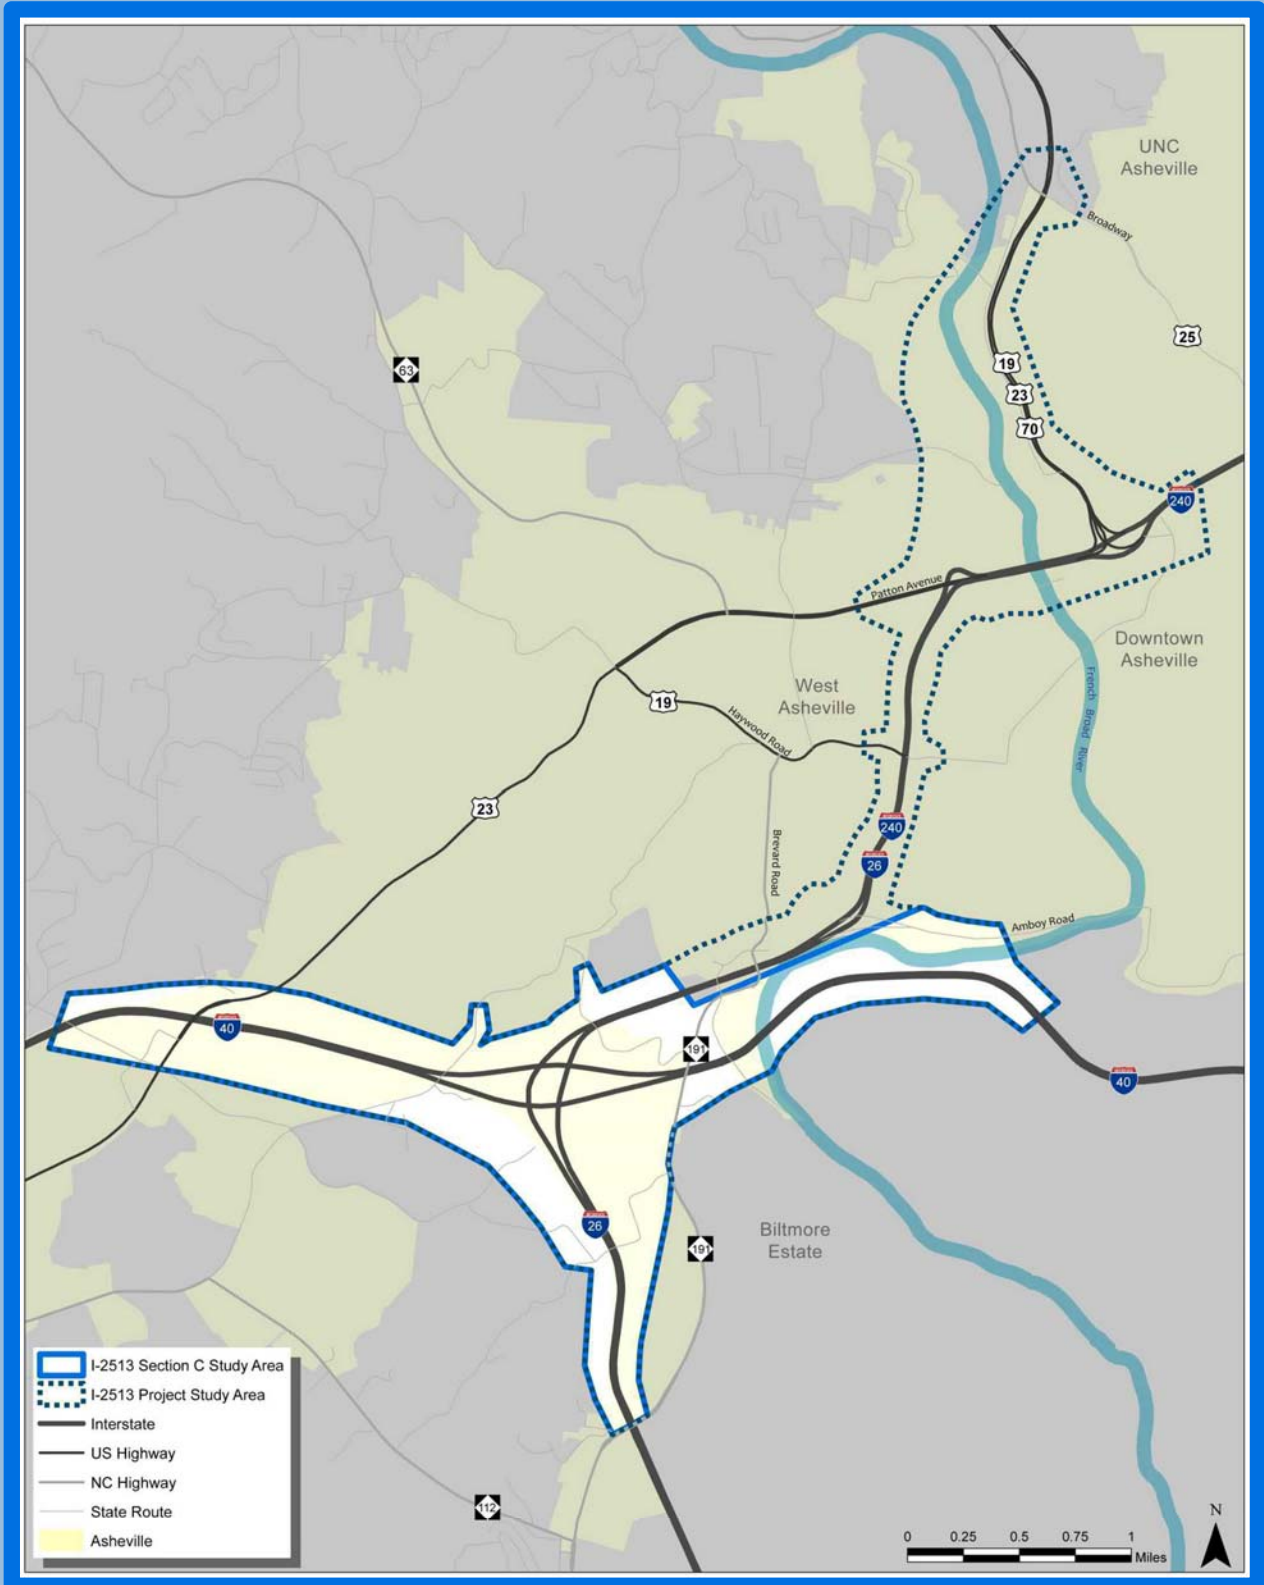 UNC
Asheville
Broadway
25
63
19
23
70
240
Patton Avenue
Downtown
Asheville
West
Asheville
French Broad River
19
Haywood Road
23
240
26
Brevard Road
Amboy Road
40
191
40
26
191
Biltmore
Estate
112
I-2513 Section C Study Area
I-2513 Project Study Area
Interstate
US Highway
NC Highway
State Route
Asheville
N
0 0.25 0.5 0.75 1
Miles